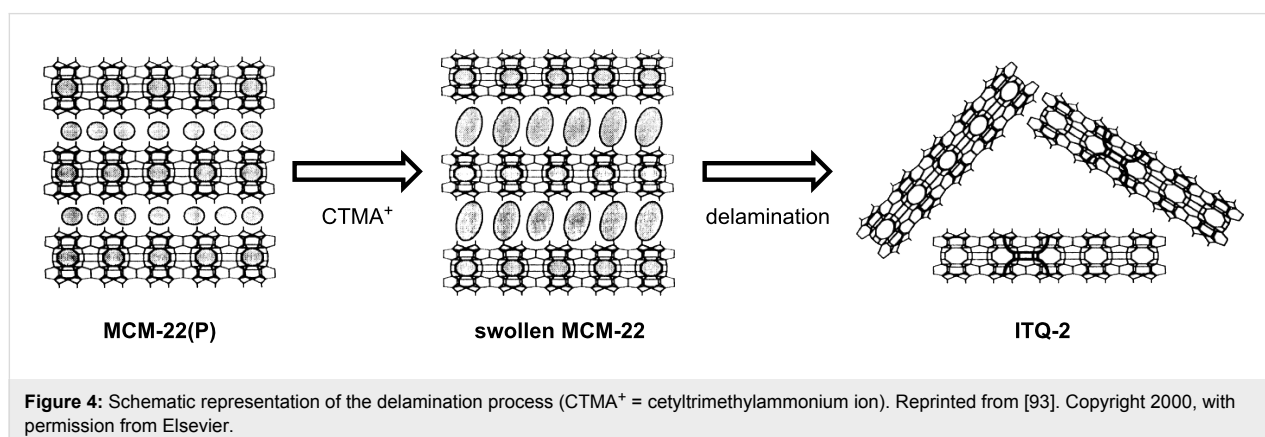 CTMA⁺
delamination
MCM-22(P)
swollen MCM-22
ITQ-2
Figure 4: Schematic representation of the delamination process (CTMA⁺ = cetyltrimethylammonium ion). Reprinted from [93]. Copyright 2000, with
permission from Elsevier.